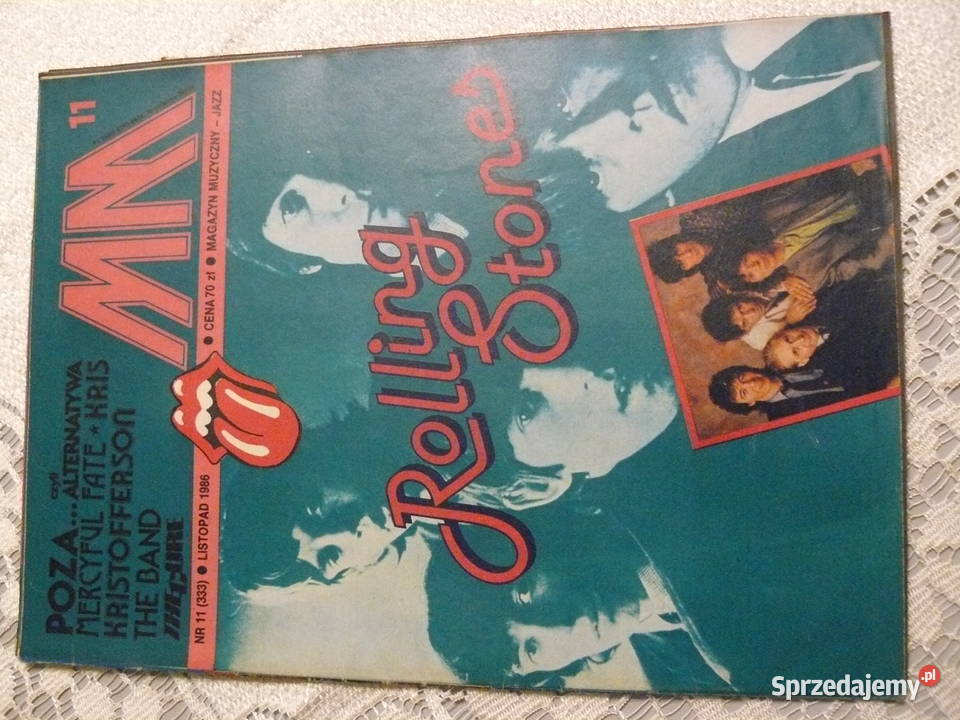 czyli
POZA... ALTERNATYWA
MERCYFUL FATE ★ KRIS
KRISTOFFERSON
THE BAND
MM
11
NR 11 (333) ● LISTOPAD 1986 ● CENA 70 zł ● MAGAZYN MUZYCZNY – JAZZ
Rolling
Stones
Sprzedajemy.pl